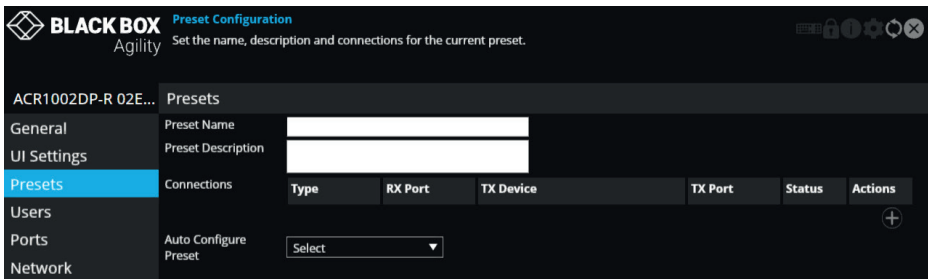 BLACK BOX
Agility
Preset Configuration
Set the name, description and connections for the current preset.
ACR1002DP-R 02E...
Presets
General
UI Settings
Presets
Users
Ports
Network
Preset Name
Preset Description
Connections
Type RX Port TX Device TX Port Status Actions
Auto Configure
Preset
Select